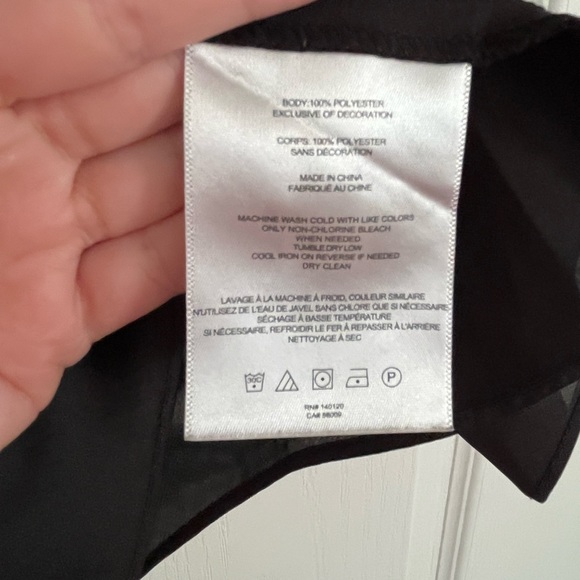 BODY:100% POLYESTER
EXCLUSIVE OF DECORATION
CORPS: 100% POLYESTER
SANS DÉCORATION
MADE IN CHINA
FABRIQUÉ AU CHINE
MACHINE WASH COLD WITH LIKE COLORS
ONLY NON-CHLORINE BLEACH
WHEN NEEDED
TUMBLE DRY LOW
COOL IRON ON REVERSE IF NEEDED
DRY CLEAN
LAVAGE À LA MACHINE À FROID, COULEUR SIMILAIRE
N'UTILISEZ DE L'EAU DE JAVEL SANS CHLORE QUE SI NÉCESSAIRE
SÉCHAGE À BASSE TEMPÉRATURE
SI NÉCESSAIRE, REFROIDIR LE FER À REPASSER À L'ARRIÈRE
NETTOYAGE À SEC
30C P
RN# 140120
CA# 88009